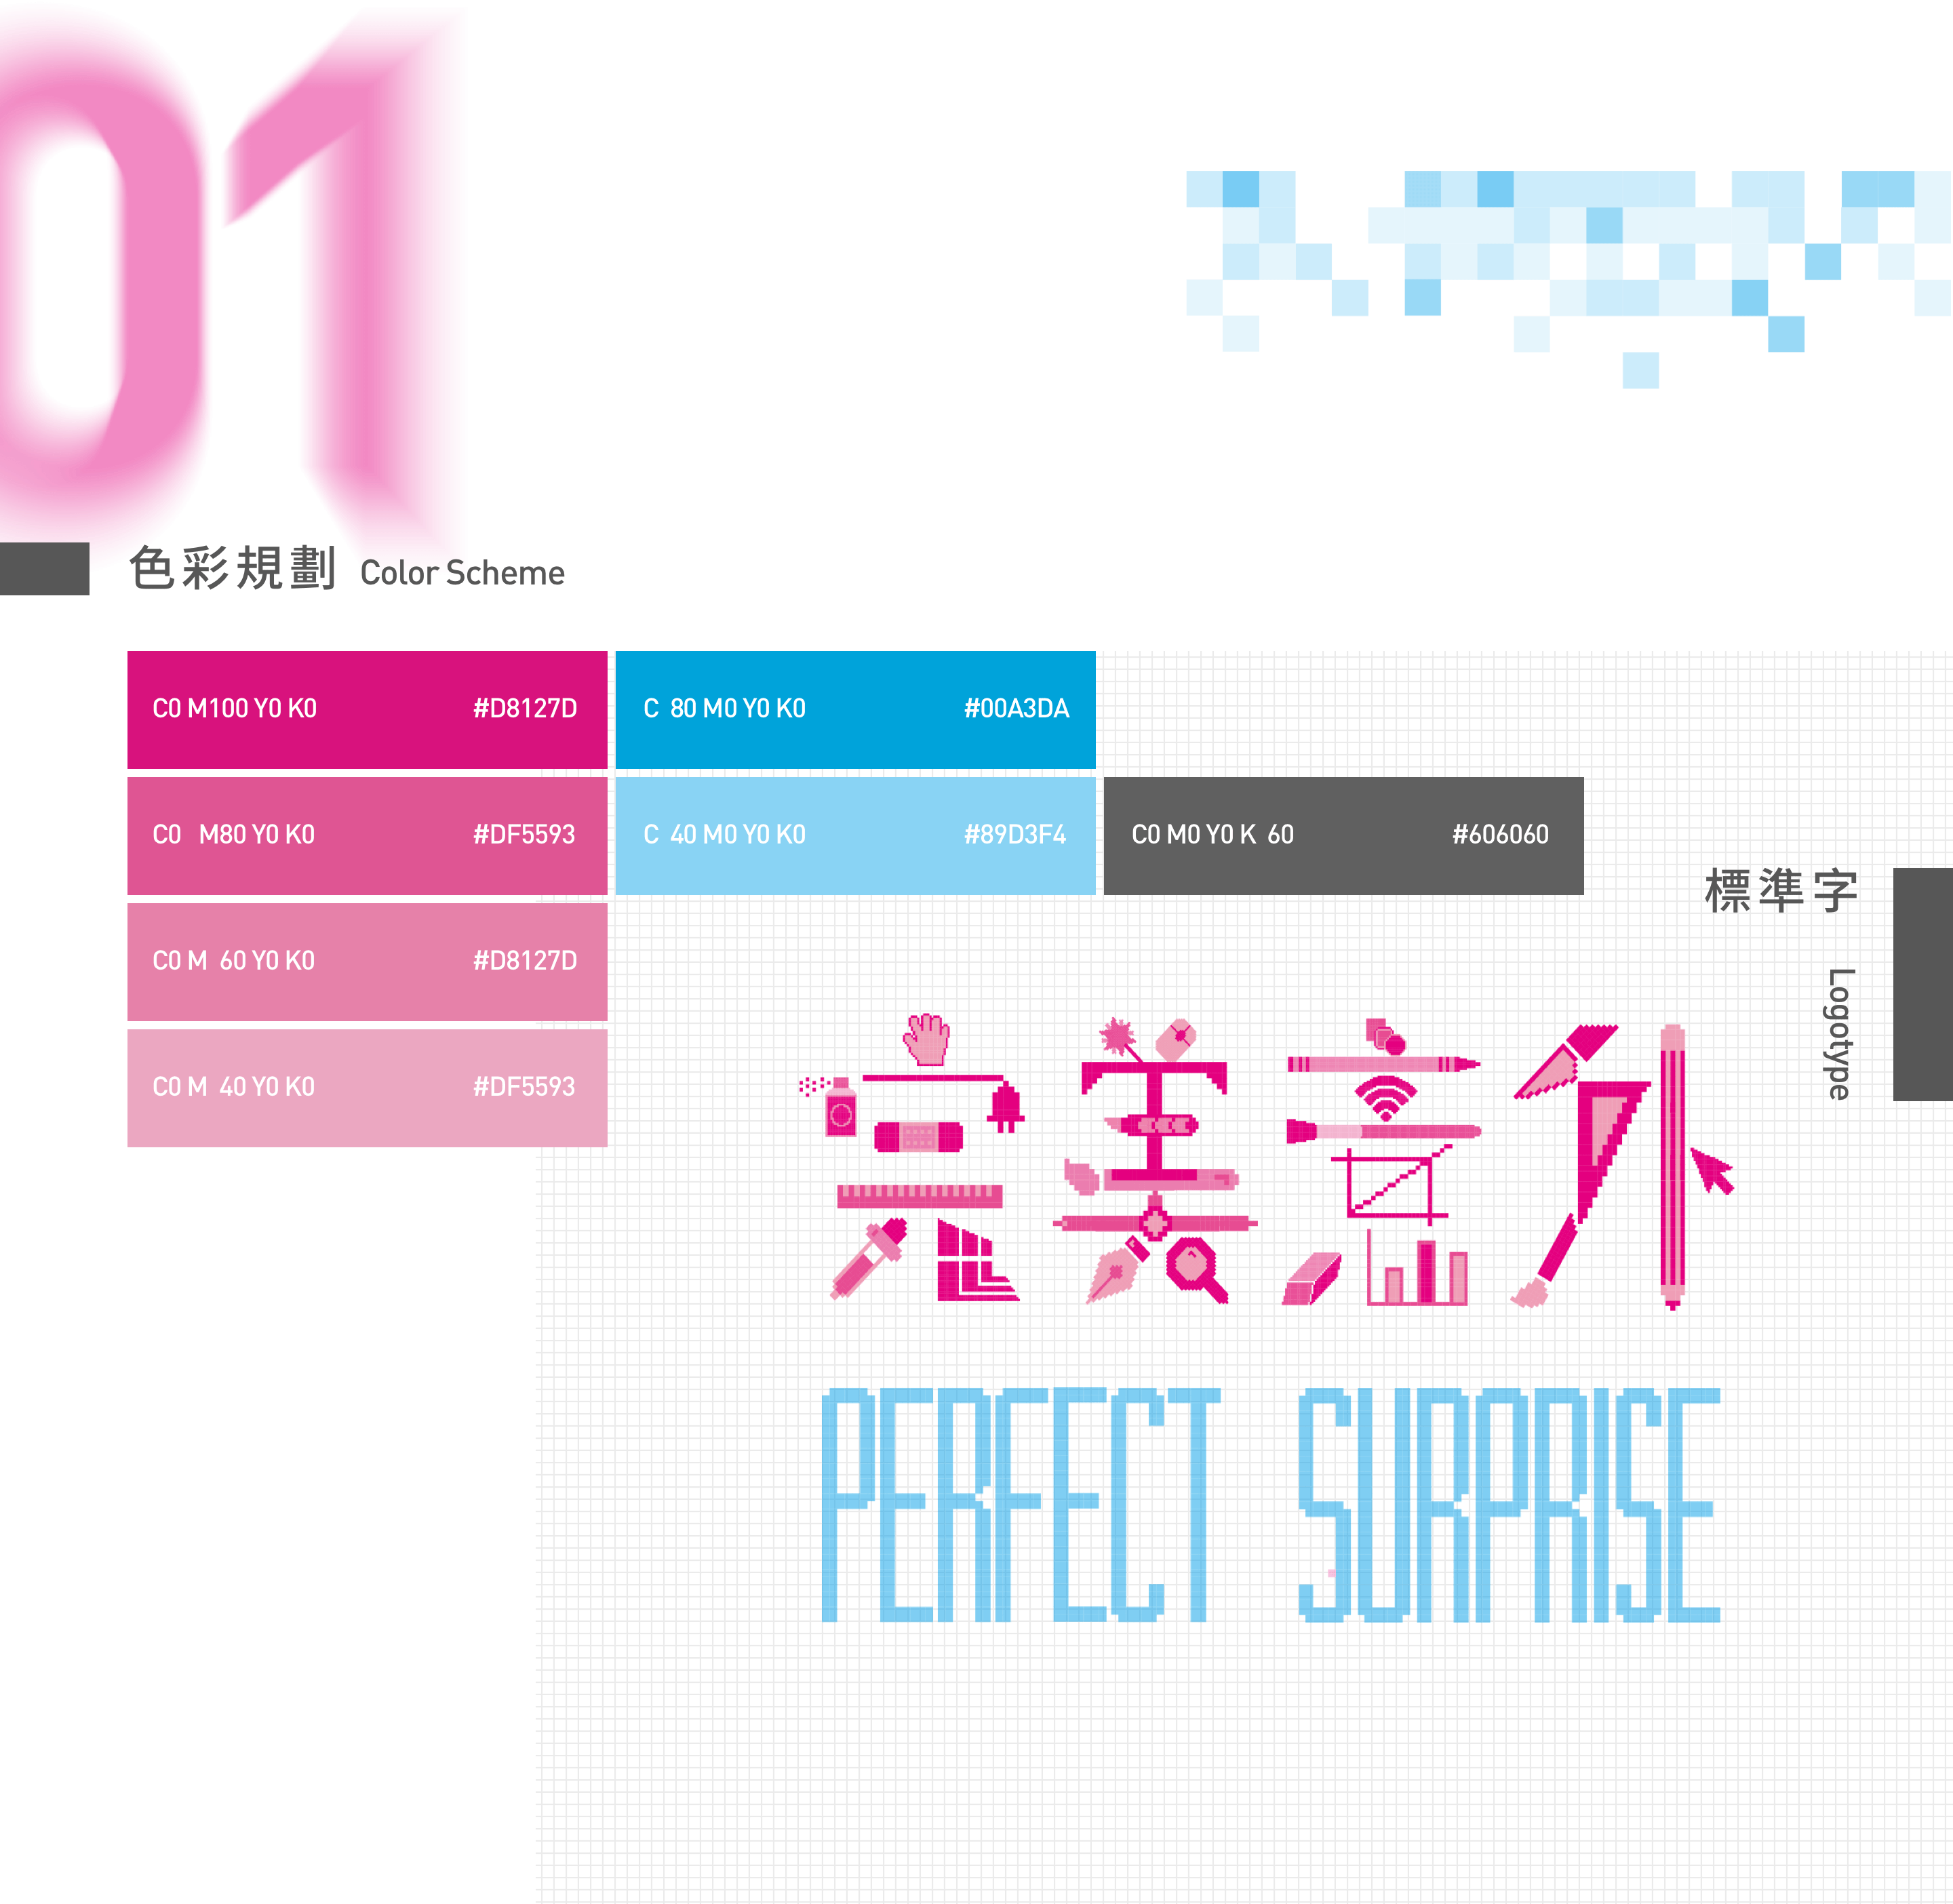 01
色彩規劃 Color Scheme
C0 M100 Y0 K0 #D8127D
C 80 M0 Y0 K0 #00A3DA
C0 M80 Y0 K0 #DF5593
C 40 M0 Y0 K0 #89D3F4
C0 M0 Y0 K 60 #606060
C0 M 60 Y0 K0 #D8127D
C0 M 40 Y0 K0 #DF5593
標準字
Logotype
完美意外
PERFECT SURPRISE